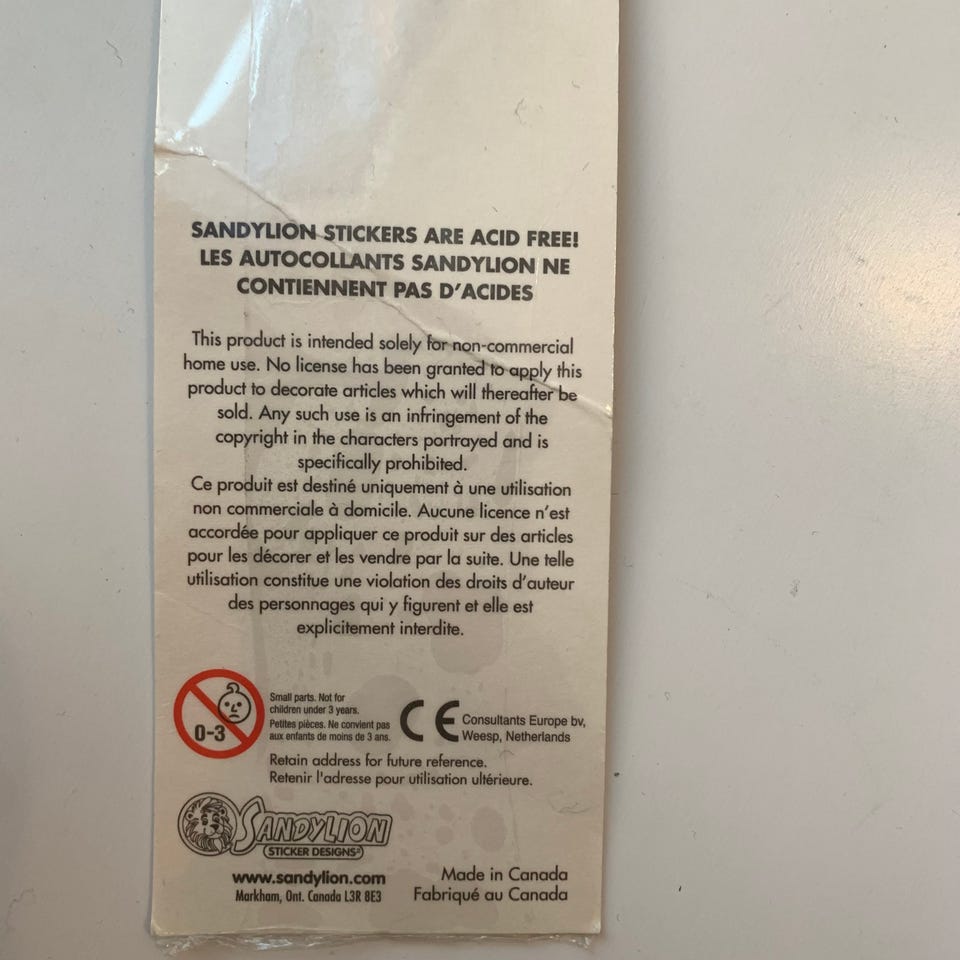 SANDYLION STICKERS ARE ACID FREE!
LES AUTOCOLLANTS SANDYLION NE
CONTIENNENT PAS D'ACIDES
This product is intended solely for non-commercial
home use. No license has been granted to apply this
product to decorate articles which will thereafter be
sold. Any such use is an infringement of the
copyright in the characters portrayed and is
specifically prohibited.
Ce produit est destiné uniquement à une utilisation
non commerciale à domicile. Aucune licence n'est
accordée pour appliquer ce produit sur des articles
pour les décorer et les vendre par la suite. Une telle
utilisation constitue une violation des droits d'auteur
des personnages qui y figurent et elle est
explicitement interdite.
0-3
Small parts. Not for
children under 3 years.
Petites pièces. Ne convient pas
aux enfants de moins de 3 ans.
CE
Consultants Europe bv,
Weesp, Netherlands
Retain address for future reference.
Retenir l'adresse pour utilisation ultérieure.
SANDYLION
STICKER DESIGNS
www.sandylion.com
Markham, Ont. Canada L3R 8E3
Made in Canada
Fabriqué au Canada